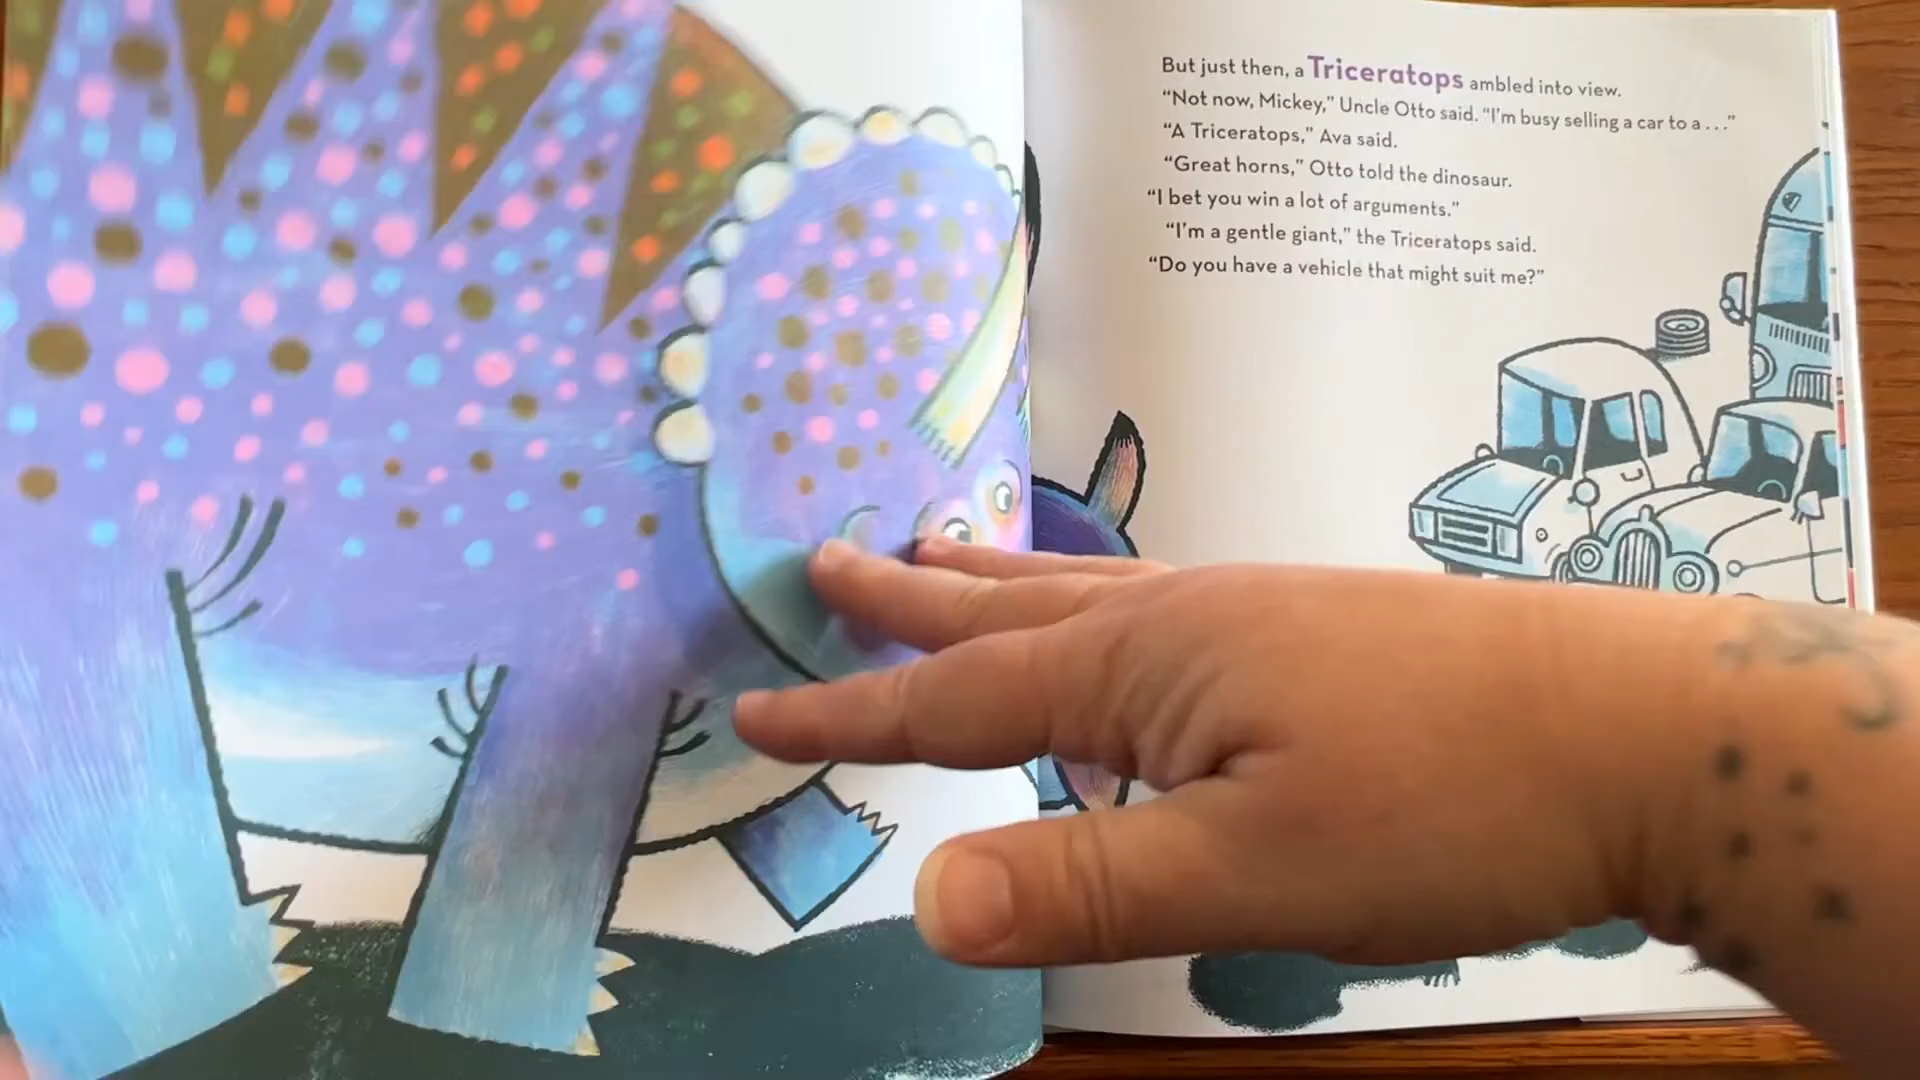 But just then, a Triceratops ambled into view.
“Not now, Mickey,” Uncle Otto said. “I’m busy selling a car to a . . .”
“A Triceratops,” Ava said.
“Great horns,” Otto told the dinosaur.
“I bet you win a lot of arguments.”
“I’m a gentle giant,” the Triceratops said.
“Do you have a vehicle that might suit me?”